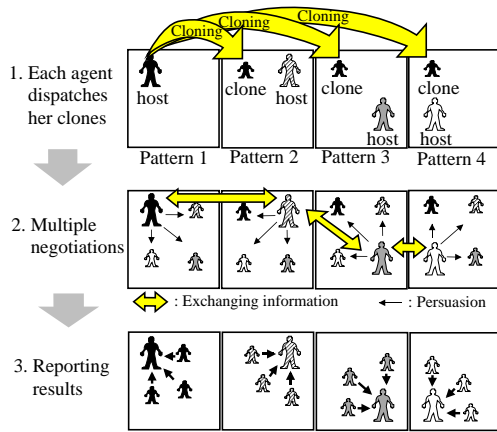 Cloning
Cloning
Cloning
1. Each agent
dispatches
her clones
host
clone
host
clone
host
clone
host
Pattern 1
Pattern 2
Pattern 3
Pattern 4
2. Multiple
negotiations
: Exchanging information
: Persuasion
3. Reporting
results